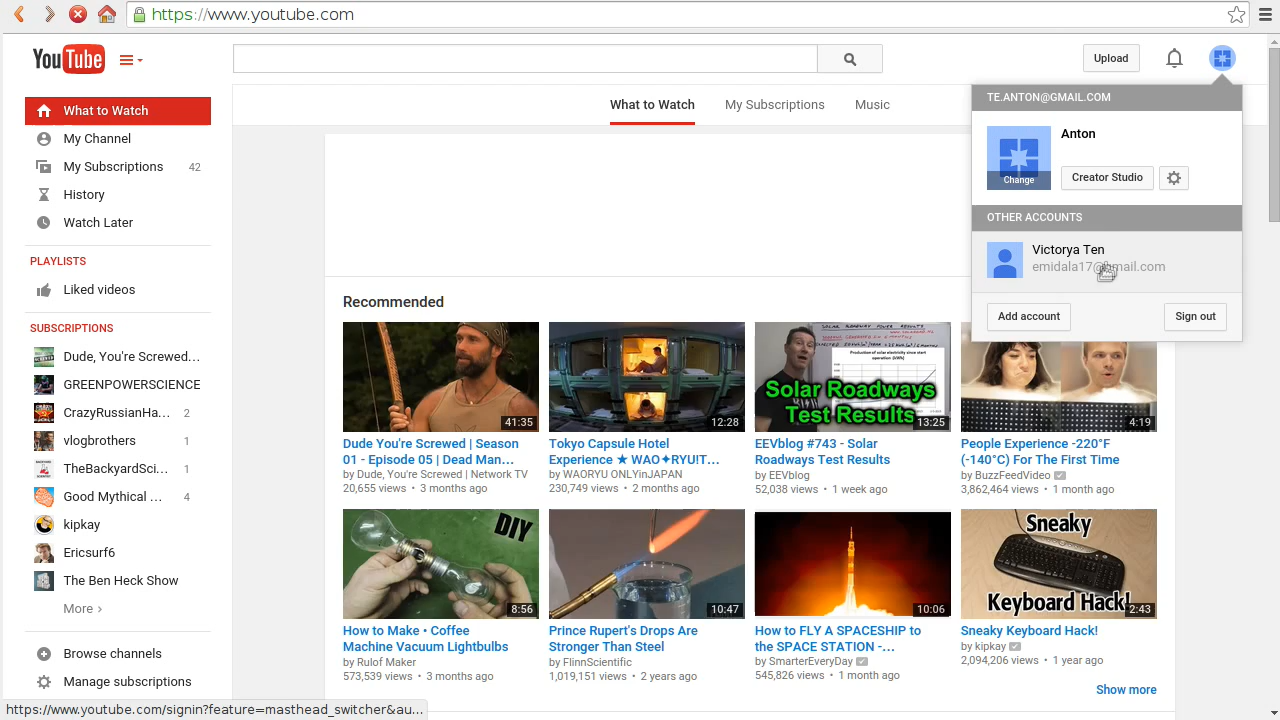 https://www.youtube.com
YouTube
Upload
What to Watch
My Channel
My Subscriptions 42
History
Watch Later
PLAYLISTS
Liked videos
SUBSCRIPTIONS
Dude, You're Screwed...
GREENPOWERSCIENCE
CrazyRussianHa... 2
vlogbrothers 1
TheBackyardSci... 1
Good Mythical ... 4
kipkay
Ericsurf6
The Ben Heck Show
More ›
Browse channels
Manage subscriptions
What to Watch My Subscriptions Music
TE.ANTON@GMAIL.COM
Anton
Change
Creator Studio
OTHER ACCOUNTS
Victorya Ten
emidala17@gmail.com
Add account Sign out
Recommended
41:35
Dude You're Screwed | Season
01 - Episode 05 | Dead Man...
by Dude, You're Screwed | Network TV
20,655 views • 3 months ago
12:28
Tokyo Capsule Hotel
Experience ★ WAO✦RYU!T...
by WAORYU ONLYinJAPAN
230,749 views • 2 months ago
Production of solar electricity since start
operation (kWh)
Solar Roadways
Test Results
13:25
EEVblog #743 - Solar
Roadways Test Results
by EEVblog
52,038 views • 1 week ago
4:19
People Experience -220°F
(-140°C) For The First Time
by BuzzFeedVideo
3,862,464 views • 1 month ago
DIY
8:56
How to Make • Coffee
Machine Vacuum Lightbulbs
by Rulof Maker
573,539 views • 3 months ago
10:47
Prince Rupert's Drops Are
Stronger Than Steel
by FlinnScientific
1,019,151 views • 2 years ago
10:06
How to FLY A SPACESHIP to
the SPACE STATION -...
by SmarterEveryDay
545,826 views • 1 month ago
Sneaky
Keyboard Hack!
2:43
Sneaky Keyboard Hack!
by kipkay
2,094,206 views • 1 year ago
Show more
https://www.youtube.com/signin?feature=masthead_switcher&au...